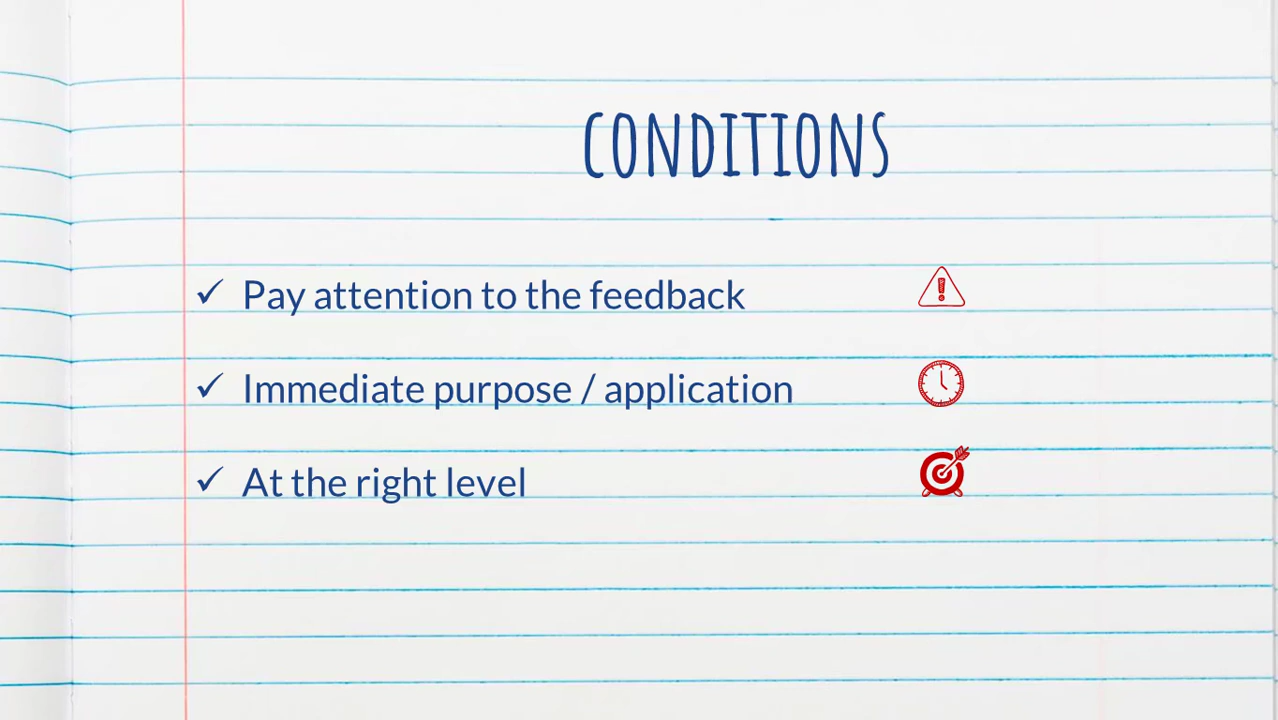 CONDITIONS
✓ Pay attention to the feedback
✓ Immediate purpose / application
✓ At the right level